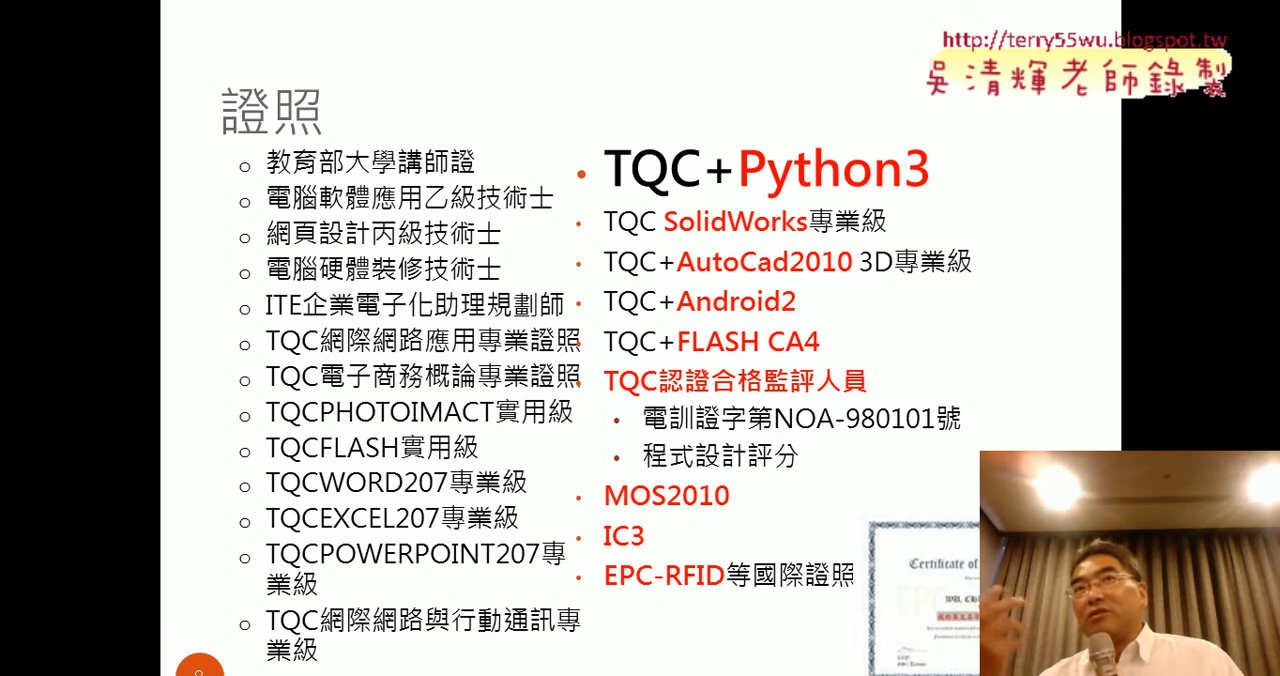 http://terry55wu.blogspot.tw
吳清輝老師錄製
證照
教育部大學講師證
電腦軟體應用乙級技術士
網頁設計丙級技術士
電腦硬體裝修技術士
ITE企業電子化助理規劃師
TQC網際網路應用專業證照
TQC電子商務概論專業證照
TQCPHOTOIMACT實用級
TQCFLASH實用級
TQCWORD207專業級
TQCEXCEL207專業級
TQCPOWERPOINT207專
業級
TQC網際網路與行動通訊專
業級
TQC+Python3
TQC SolidWorks專業級
TQC+AutoCad2010 3D專業級
TQC+Android2
TQC+FLASH CA4
TQC認證合格監評人員
電訓證字第NOA-980101號
程式設計評分
MOS2010
IC3
EPC-RFID等國際證照
Certificate of
WU, CH